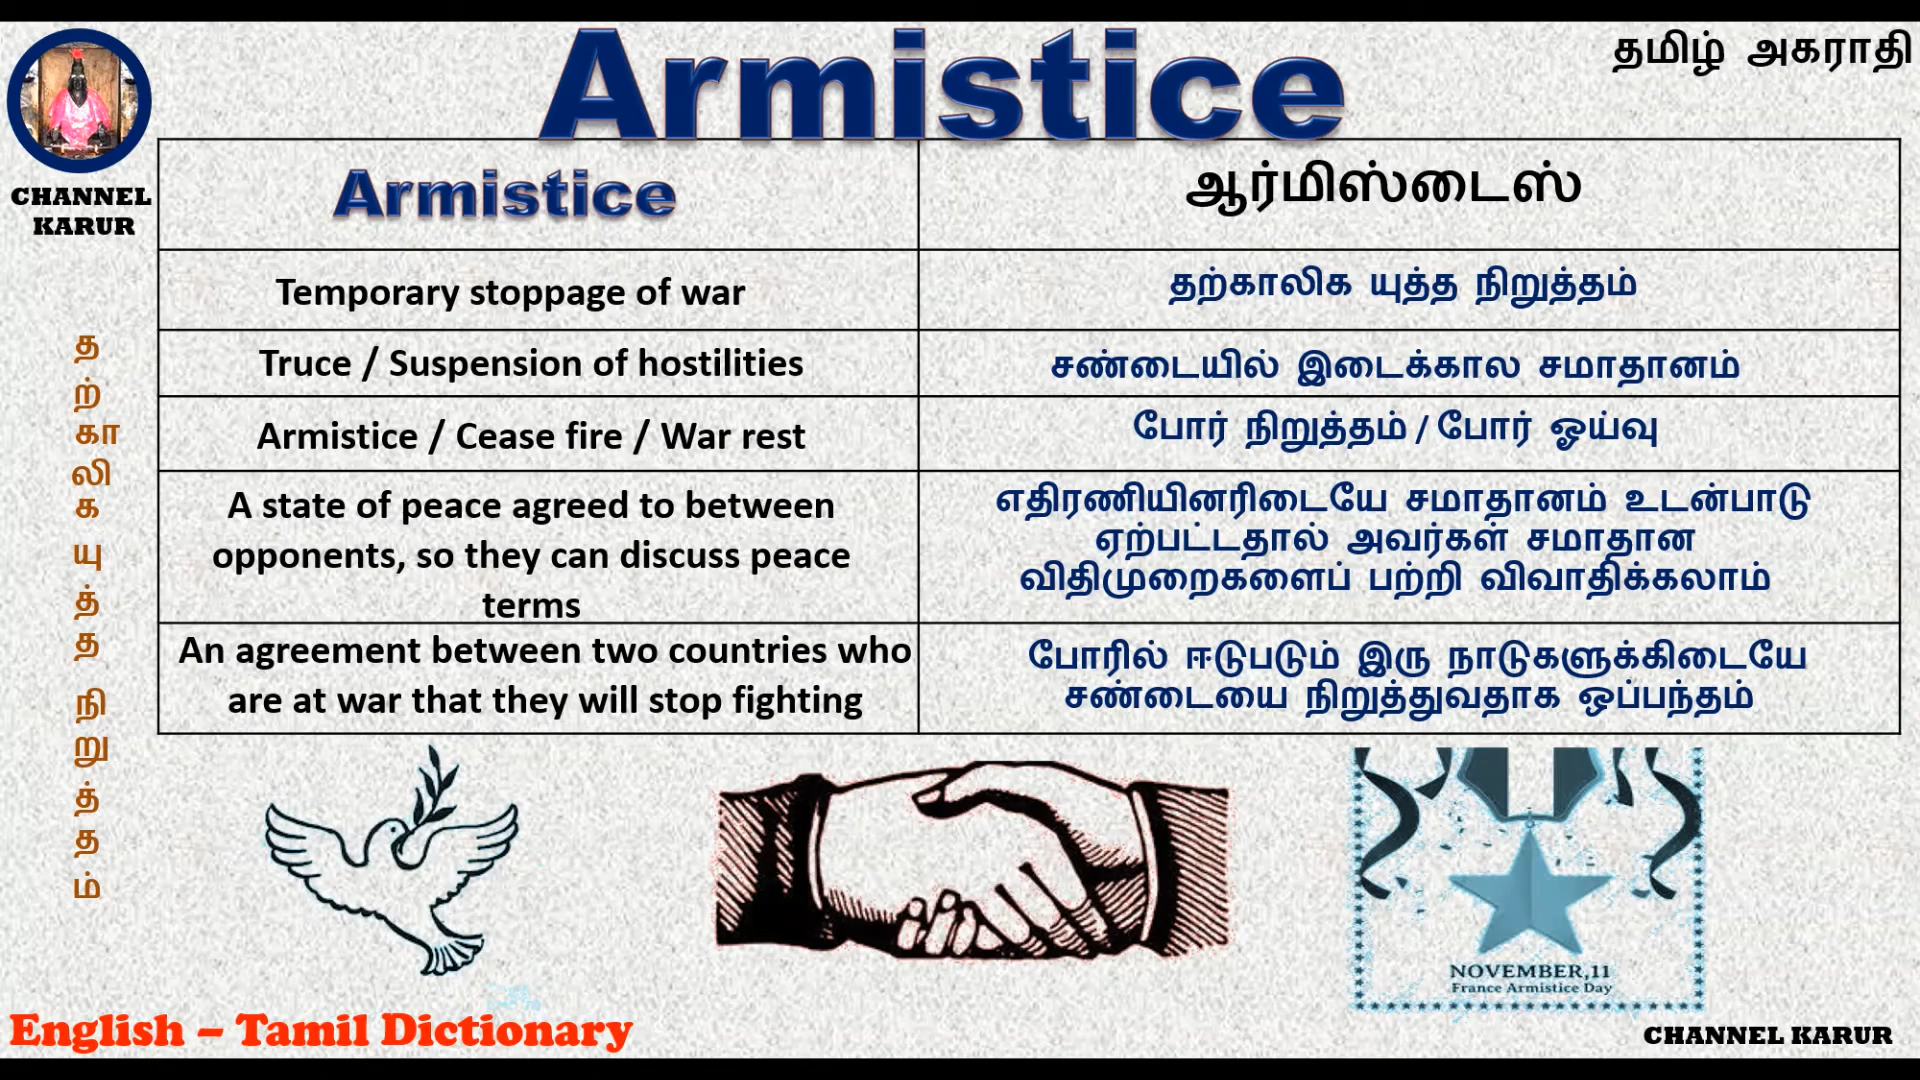 Armistice
தமிழ் அகராதி
CHANNEL
KARUR
Armistice
ஆர்மிஸ்டைஸ்
Temporary stoppage of war
தற்காலிக யுத்த நிறுத்தம்
Truce / Suspension of hostilities
சண்டையில் இடைக்கால சமாதானம்
Armistice / Cease fire / War rest
போர் நிறுத்தம் / போர் ஓய்வு
A state of peace agreed to between
opponents, so they can discuss peace
terms
எதிரணியினரிடையே சமாதானம் உடன்பாடு
ஏற்பட்டதால் அவர்கள் சமாதான
விதிமுறைகளைப் பற்றி விவாதிக்கலாம்
An agreement between two countries who
are at war that they will stop fighting
போரில் ஈடுபடும் இரு நாடுகளுக்கிடையே
சண்டையை நிறுத்துவதாக ஒப்பந்தம்
தற்காலிக யுத்த நிறுத்தம்
NOVEMBER,11
France Armistice Day
English – Tamil Dictionary
CHANNEL KARUR